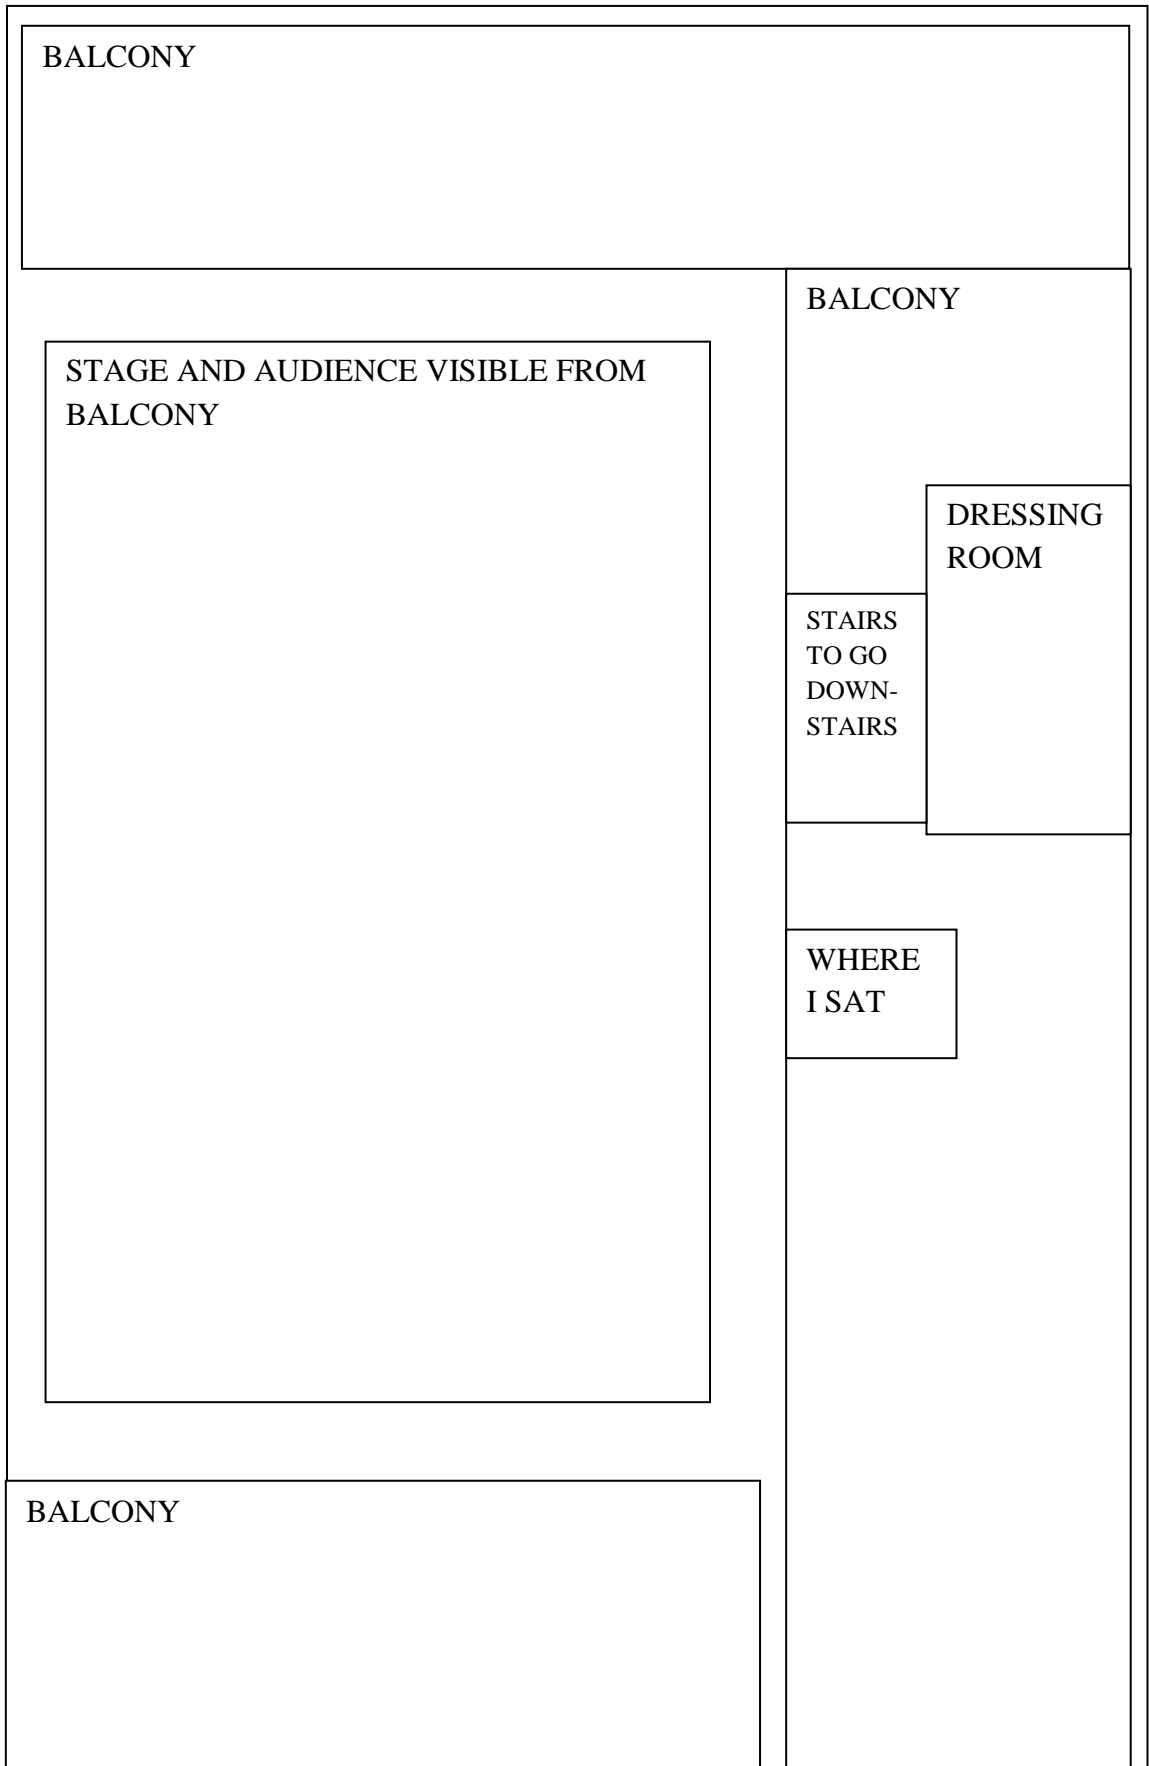 BALCONY
BALCONY
STAGE AND AUDIENCE VISIBLE FROM
BALCONY
DRESSING
ROOM
STAIRS
TO GO
DOWN-
STAIRS
WHERE
I SAT
BALCONY